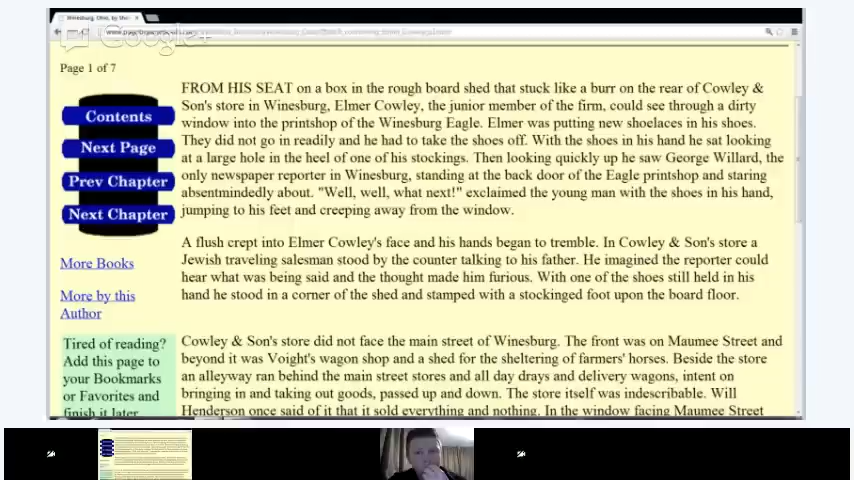 Winesburg, Ohio, by Sher
Google+
Page 1 of 7
Contents
Next Page
Prev Chapter
Next Chapter
More Books
More by this
Author
Tired of reading?
Add this page to
your Bookmarks
or Favorites and
finish it later.
FROM HIS SEAT on a box in the rough board shed that stuck like a burr on the rear of Cowley &
Son's store in Winesburg, Elmer Cowley, the junior member of the firm, could see through a dirty
window into the printshop of the Winesburg Eagle. Elmer was putting new shoelaces in his shoes.
They did not go in readily and he had to take the shoes off. With the shoes in his hand he sat looking
at a large hole in the heel of one of his stockings. Then looking quickly up he saw George Willard, the
only newspaper reporter in Winesburg, standing at the back door of the Eagle printshop and staring
absentmindedly about. "Well, well, what next!" exclaimed the young man with the shoes in his hand,
jumping to his feet and creeping away from the window.
A flush crept into Elmer Cowley's face and his hands began to tremble. In Cowley & Son's store a
Jewish traveling salesman stood by the counter talking to his father. He imagined the reporter could
hear what was being said and the thought made him furious. With one of the shoes still held in his
hand he stood in a corner of the shed and stamped with a stockinged foot upon the board floor.
Cowley & Son's store did not face the main street of Winesburg. The front was on Maumee Street and
beyond it was Voight's wagon shop and a shed for the sheltering of farmers' horses. Beside the store
an alleyway ran behind the main street stores and all day drays and delivery wagons, intent on
bringing in and taking out goods, passed up and down. The store itself was indescribable. Will
Henderson once said of it that it sold everything and nothing. In the window facing Maumee Street